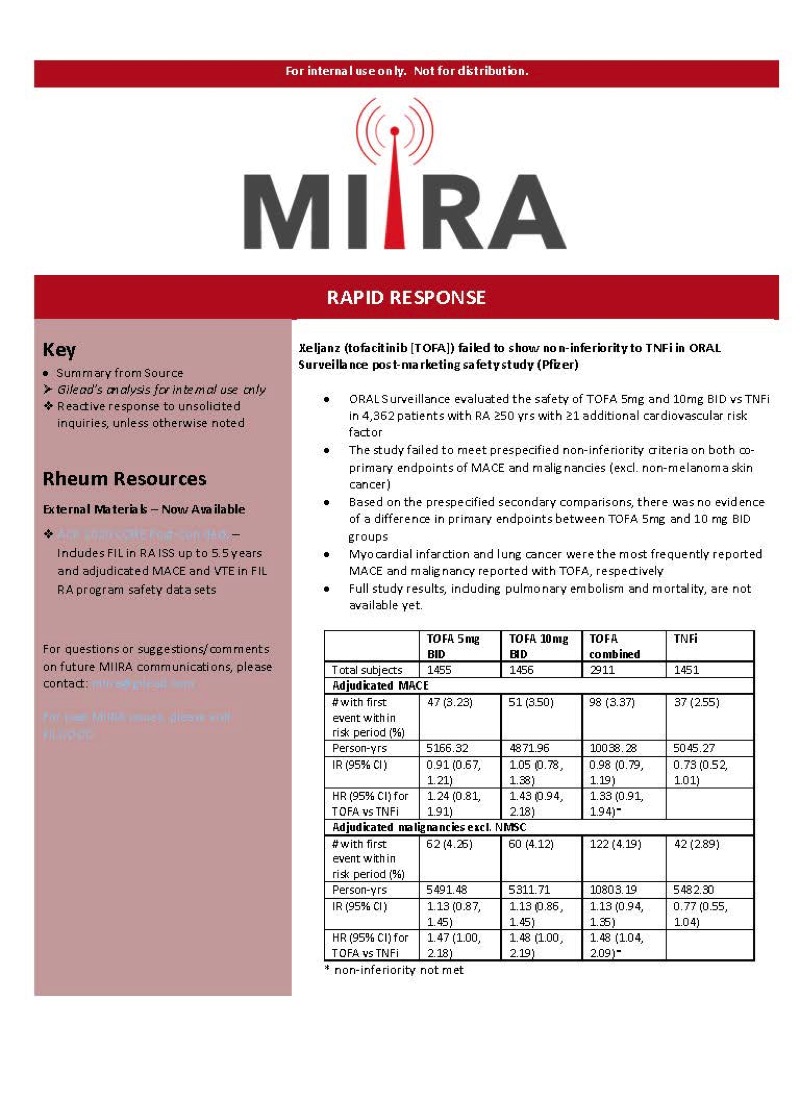 For internal use only. Not for distribution.
MIIRA
RAPID RESPONSE
Key
• Summary from Source
➢ Gilead's analysis for internal use only
❖ Reactive response to unsolicited
inquiries, unless otherwise noted
Rheum Resources
External Materials – Now Available
❖ ACR 2020 CORE Post-Con deck –
Includes FIL in RA ISS up to 5.5 years
and adjudicated MACE and VTE in FIL
RA program safety data sets
For questions or suggestions/comments
on future MIIRA communications, please
contact:
For past MIIRA issues, please visit
Xeljanz (tofacitinib [TOFA]) failed to show non-inferiority to TNFi in ORAL
Surveillance post-marketing safety study (Pfizer)
• ORAL Surveillance evaluated the safety of TOFA 5mg and 10mg BID vs TNFi
in 4,362 patients with RA ≥50 yrs with ≥1 additional cardiovascular risk
factor
• The study failed to meet prespecified non-inferiority criteria on both co-
primary endpoints of MACE and malignancies (excl. non-melanoma skin
cancer)
• Based on the prespecified secondary comparisons, there was no evidence
of a difference in primary endpoints between TOFA 5mg and 10 mg BID
groups
• Myocardial infarction and lung cancer were the most frequently reported
MACE and malignancy reported with TOFA, respectively
• Full study results, including pulmonary embolism and mortality, are not
available yet.
TOFA 5mg BID TOFA 10mg BID TOFA combined TNFi
Total subjects 1455 1456 2911 1451
Adjudicated MACE
# with first event within risk period (%) 47 (3.23) 51 (3.50) 98 (3.37) 37 (2.55)
Person-yrs 5166.32 4871.96 10038.28 5045.27
IR (95% CI) 0.91 (0.67, 1.21) 1.05 (0.78, 1.38) 0.98 (0.79, 1.19) 0.73 (0.52, 1.01)
HR (95% CI) for TOFA vs TNFi 1.24 (0.81, 1.91) 1.43 (0.94, 2.18) 1.33 (0.91, 1.94)*
Adjudicated malignancies excl. NMSC
# with first event within risk period (%) 62 (4.26) 60 (4.12) 122 (4.19) 42 (2.89)
Person-yrs 5491.48 5311.71 10803.19 5482.30
IR (95% CI) 1.13 (0.87, 1.45) 1.13 (0.86, 1.45) 1.13 (0.94, 1.35) 0.77 (0.55, 1.04)
HR (95% CI) for TOFA vs TNFi 1.47 (1.00, 2.18) 1.48 (1.00, 2.19) 1.48 (1.04, 2.09)*
* non-inferiority not met